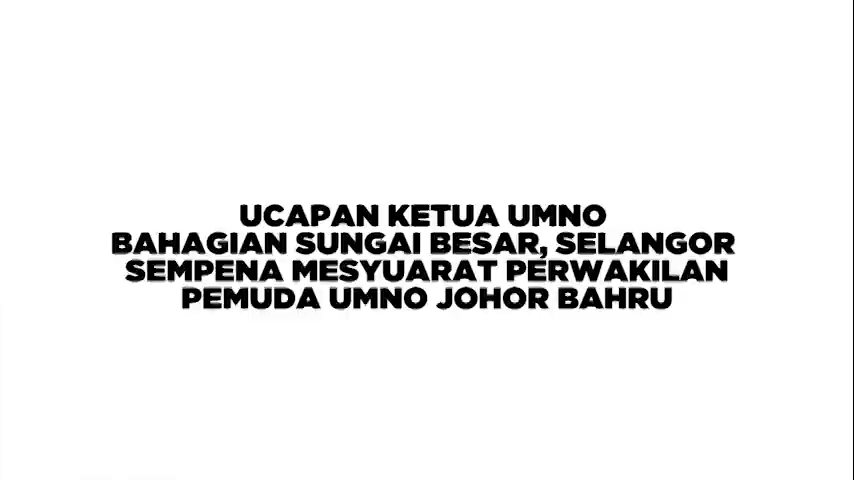 UCAPAN KETUA UMNO
BAHAGIAN SUNGAI BESAR, SELANGOR
SEMPENA MESYUARAT PERWAKILAN
PEMUDA UMNO JOHOR BAHRU